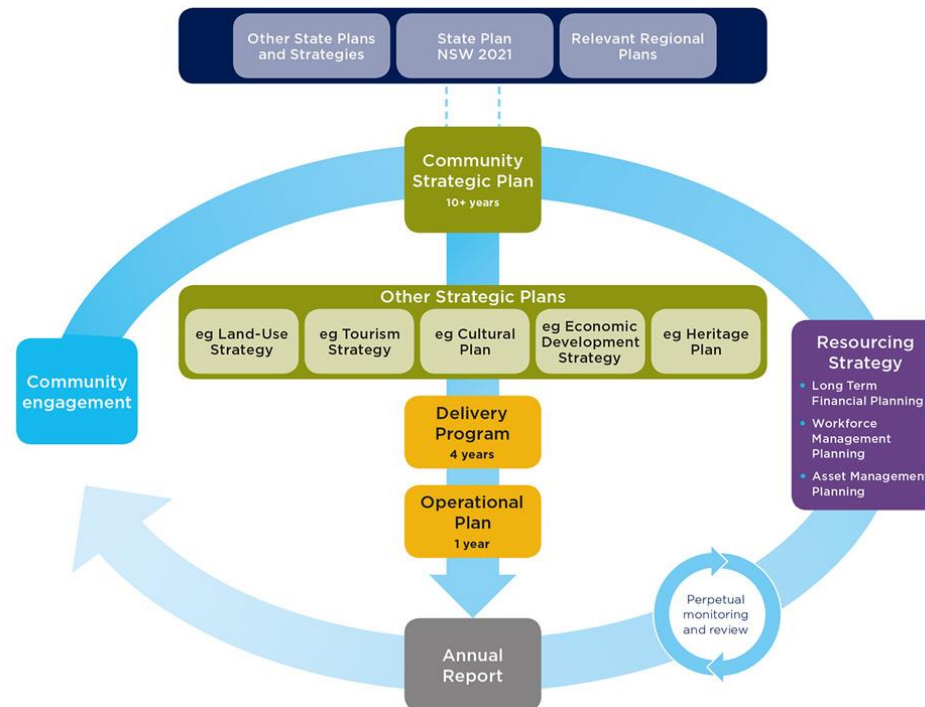 Other State Plans
and Strategies
State Plan
NSW 2021
Relevant Regional
Plans
Community
Strategic Plan
10+ years
Other Strategic Plans
eg Land-Use
Strategy
eg Tourism
Strategy
eg Cultural
Plan
eg Economic
Development
Strategy
eg Heritage
Plan
Community
engagement
Resourcing
Strategy
• Long Term
Financial Planning
• Workforce
Management
Planning
• Asset Management
Planning
Delivery
Program
4 years
Operational
Plan
1 year
Perpetual
monitoring
and review
Annual
Report